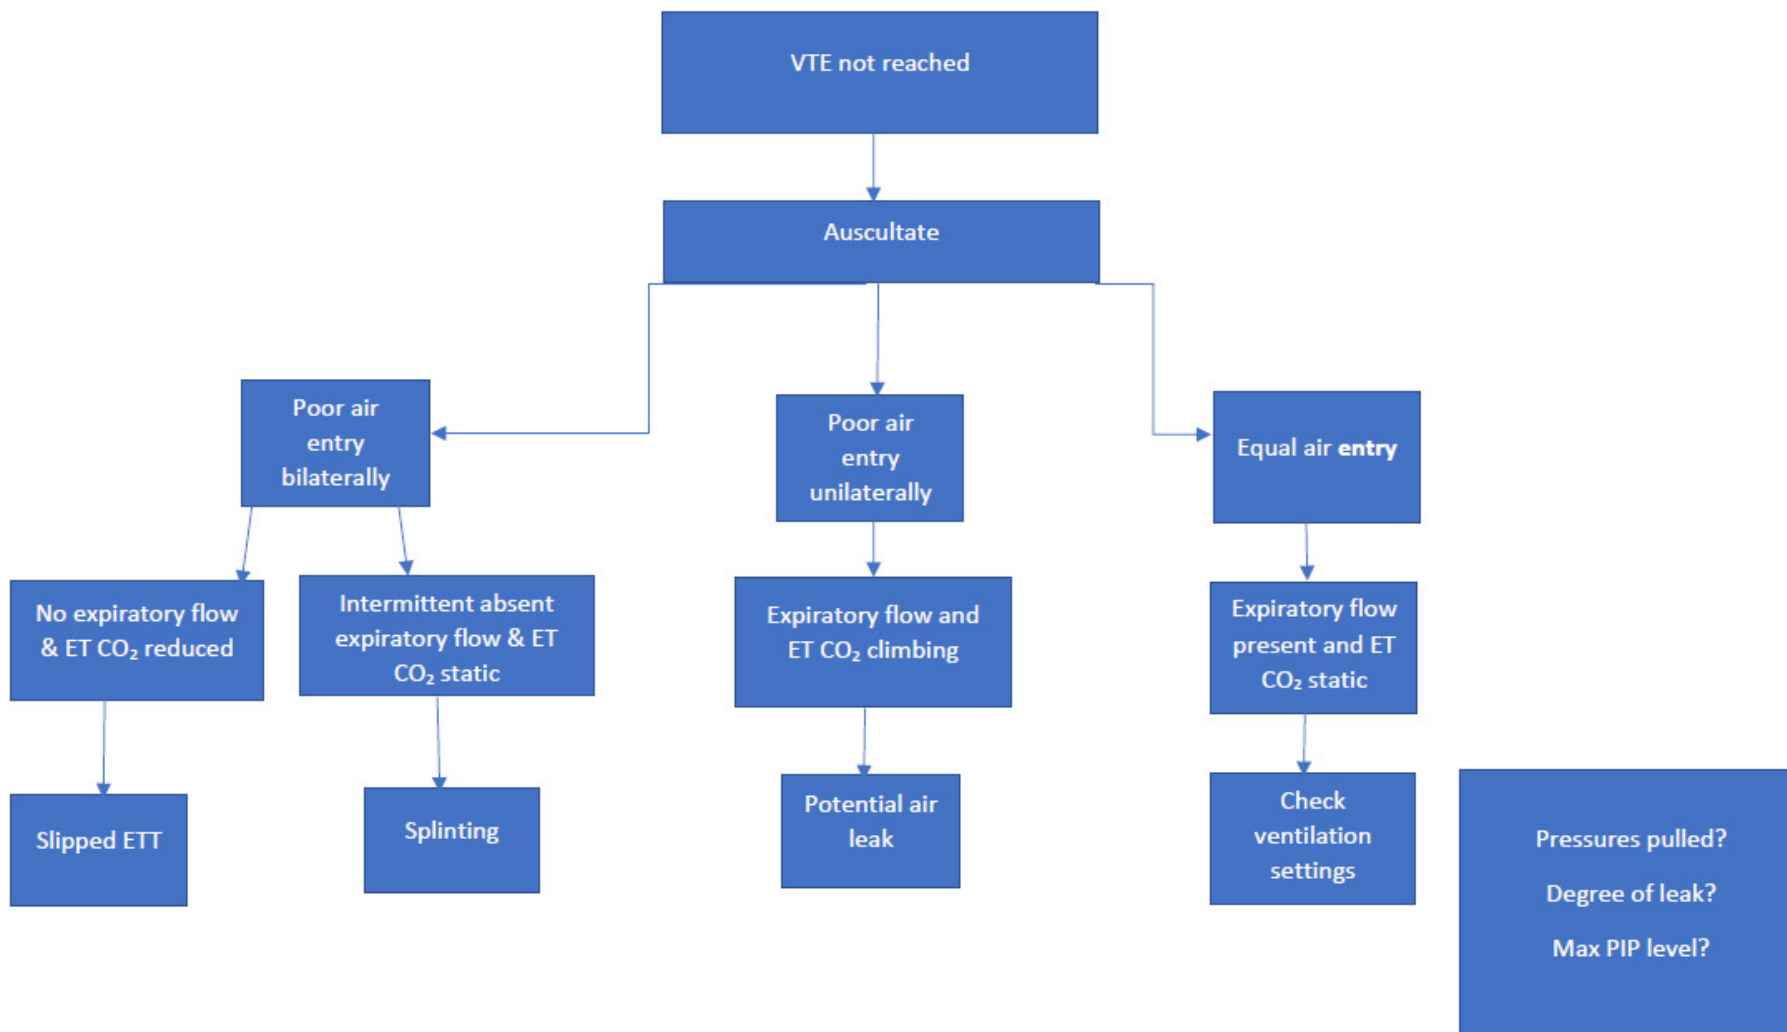 VTE not reached
Auscultate
Poor air
entry
bilaterally
Poor air
entry
unilaterally
Equal air entry
No expiratory flow
& ET CO₂ reduced
Intermittent absent
expiratory flow & ET
CO₂ static
Expiratory flow and
ET CO₂ climbing
Expiratory flow
present and ET
CO₂ static
Slipped ETT
Splinting
Potential air
leak
Check
ventilation
settings
Pressures pulled?
Degree of leak?
Max PIP level?